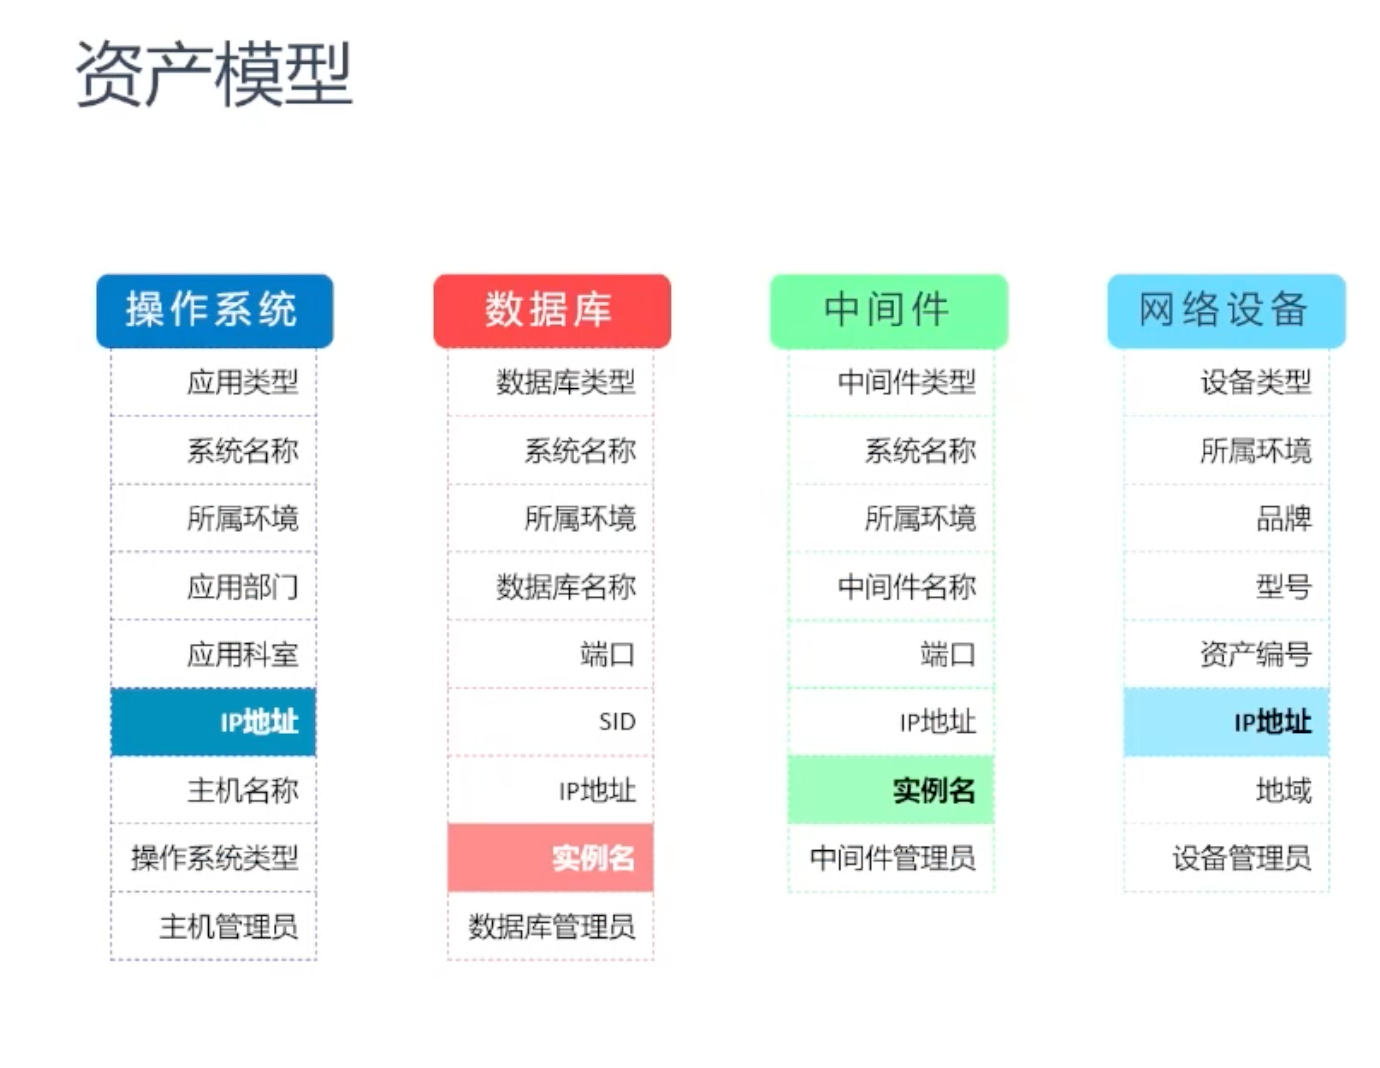 资产模型
操作系统
应用类型
系统名称
所属环境
应用部门
应用科室
IP地址
主机名称
操作系统类型
主机管理员
数据库
数据库类型
系统名称
所属环境
数据库名称
端口
SID
IP地址
实例名
数据库管理员
中间件
中间件类型
系统名称
所属环境
中间件名称
端口
IP地址
实例名
中间件管理员
网络设备
设备类型
所属环境
品牌
型号
资产编号
IP地址
地域
设备管理员